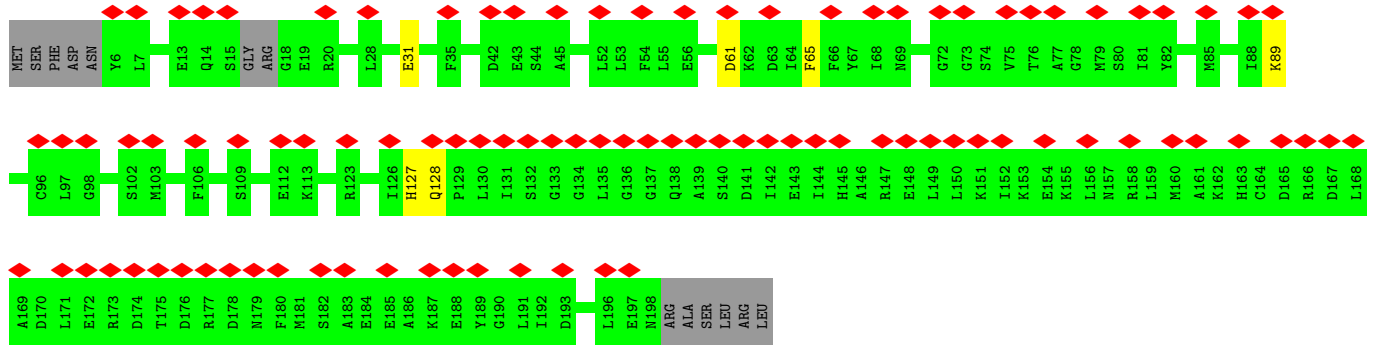 MET SER PHE ASP ASN Y6 L7 E13 Q14 S15 GLY ARG G18 E19 R20 L28 E31 F35 D42 E43 S44 A45 L52 L53 F54 L55 E56 D61 K62 D63 I64 F65 F66 Y67 I68 N69 G72 G73 S74 V75 T76 A77 G78 M79 S80 I81 Y82 M85 I88 K89
C96 L97 G98 S102 M103 F106 S109 E112 K113 R123 I126 H127 Q128 P129 L130 I131 S132 G133 G134 L135 G136 G137 Q138 A139 S140 D141 I142 E143 I144 H145 A146 R147 E148 L149 L150 K151 I152 K153 E154 K155 L156 N157 R158 L159 M160 A161 K162 H163 C164 D165 R166 D167 L168
A169 D170 L171 E172 R173 D174 T175 D176 R177 D178 N179 F180 M181 S182 A183 E184 E185 A186 K187 E188 Y189 G190 L191 I192 D193 L196 E197 N198 ARG ALA SER LEU ARG LEU